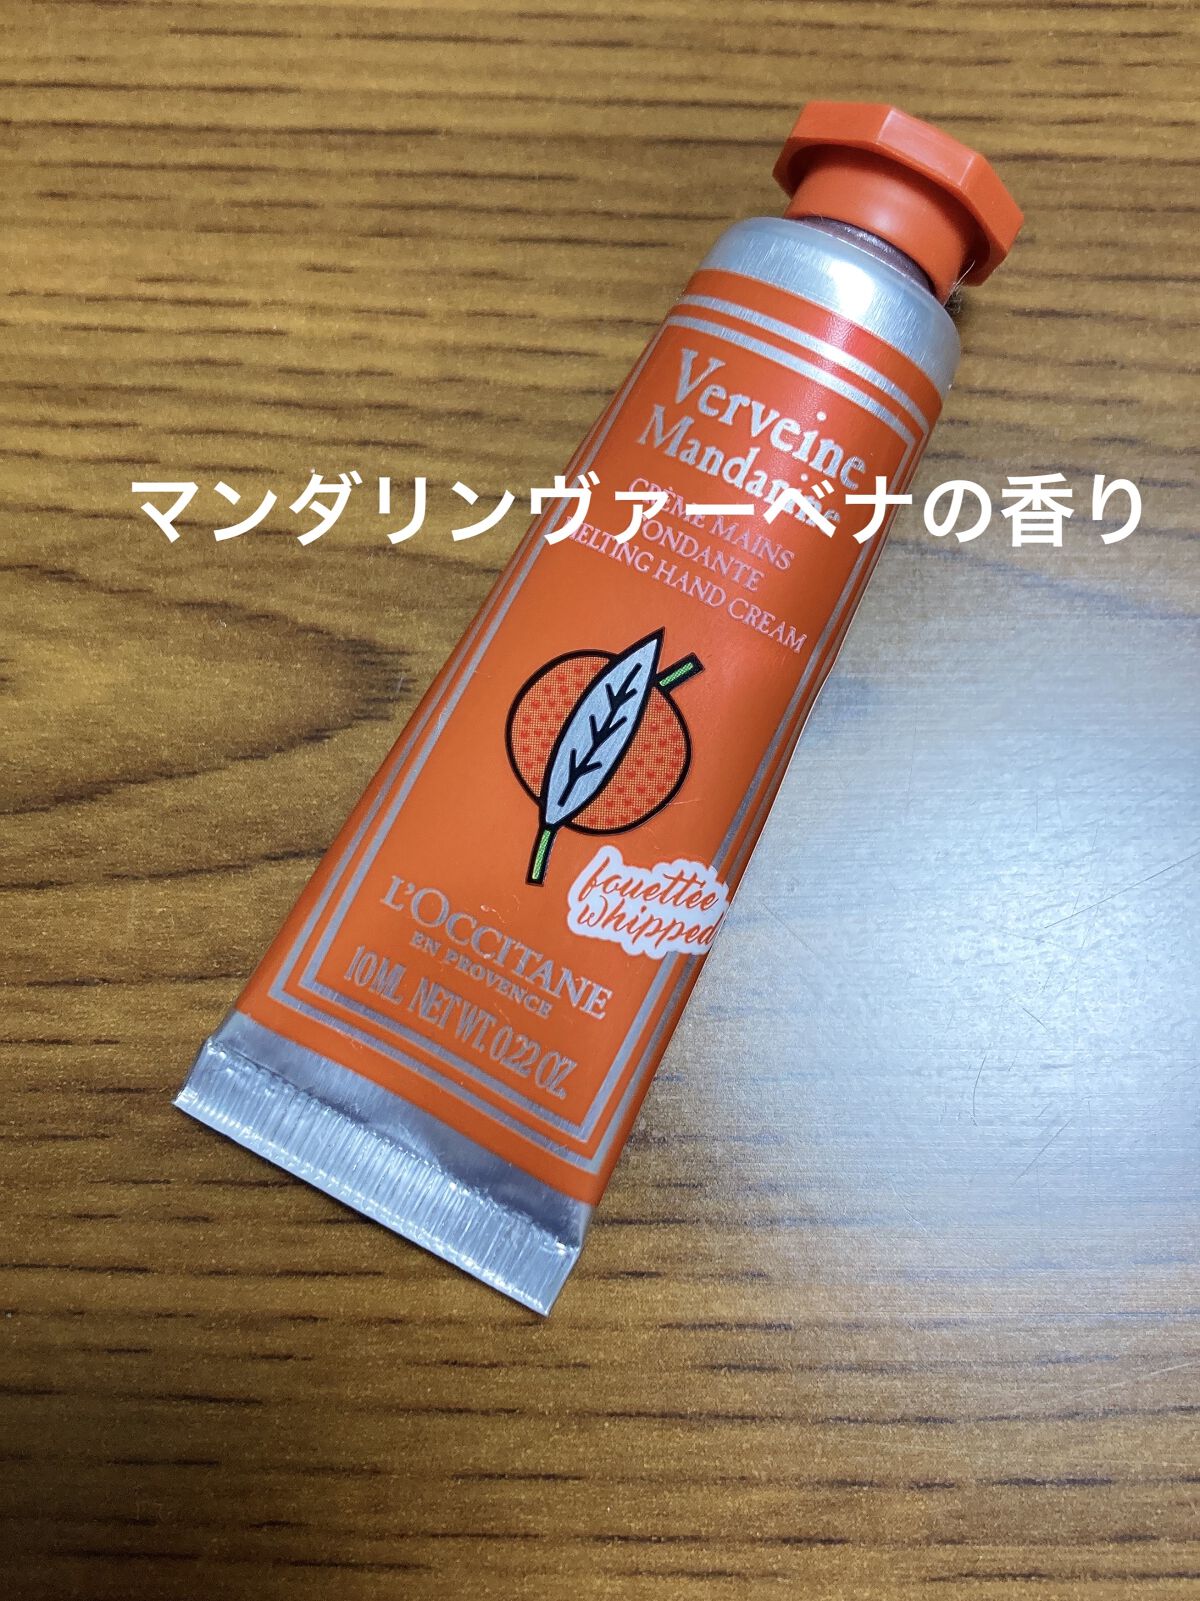 Verveine
Mandarine
マンダリンヴァーベナの香り
CRÈME MAINS
FONDANTE
MELTING HAND CREAM
fouettée
whipped
L'OCCITANE
EN PROVENCE
10 ML NET WT. 0.22 OZ.